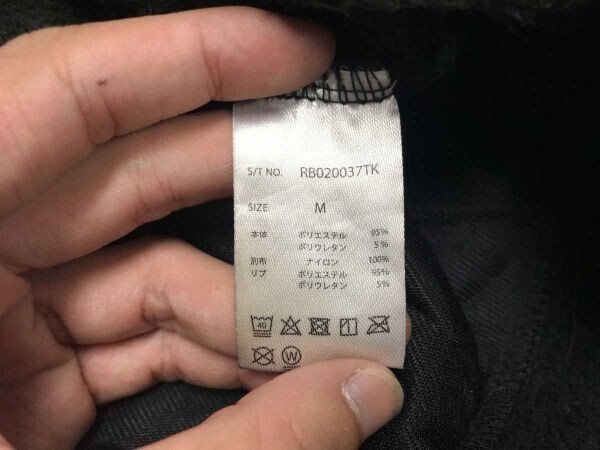 S/T NO. RB020037TK
SIZE M
本体 ポリエステル 95%
ポリウレタン 5%
別布 ナイロン 100%
リブ ポリエステル 95%
ポリウレタン 5%
40
W